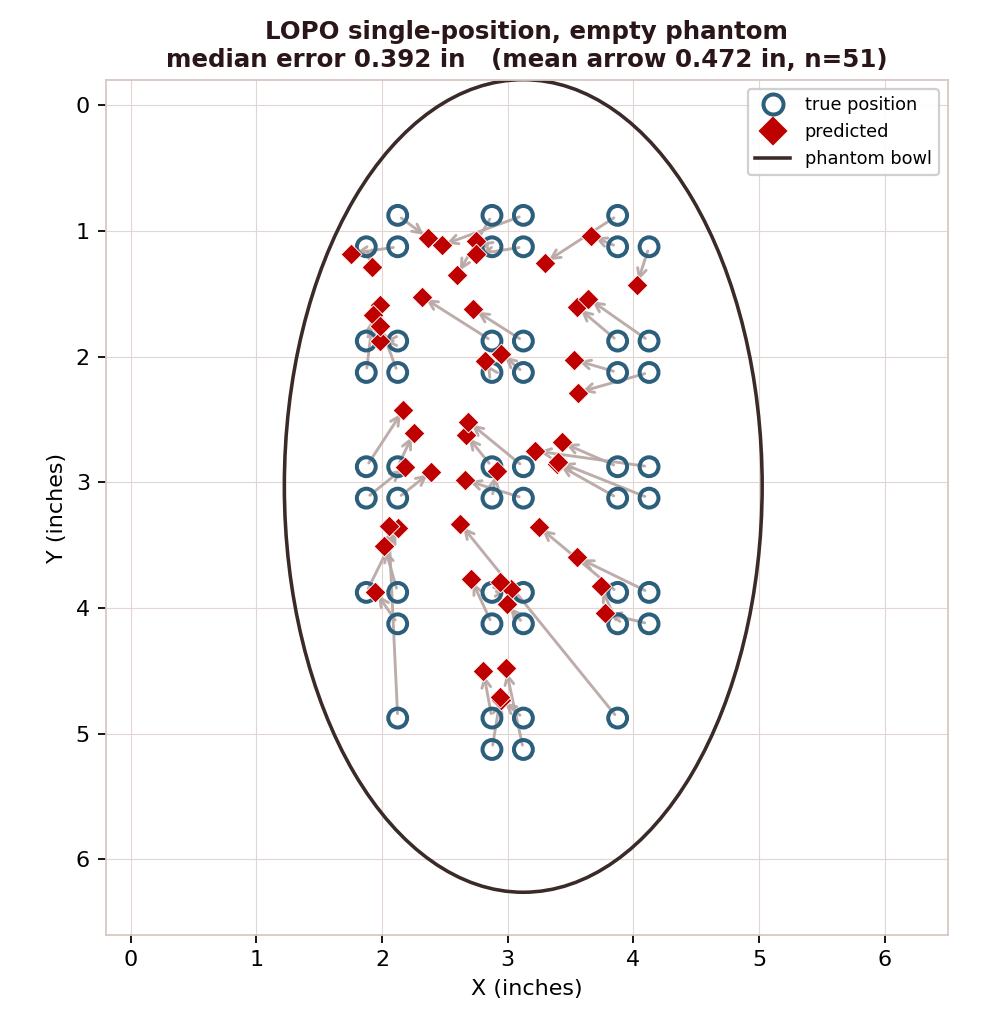 LOPO single-position, empty phantom
median error 0.392 in   (mean arrow 0.472 in, n=51)
true position
predicted
phantom bowl
0
1
2
3
4
5
6
Y (inches)
0 1 2 3 4 5 6
X (inches)